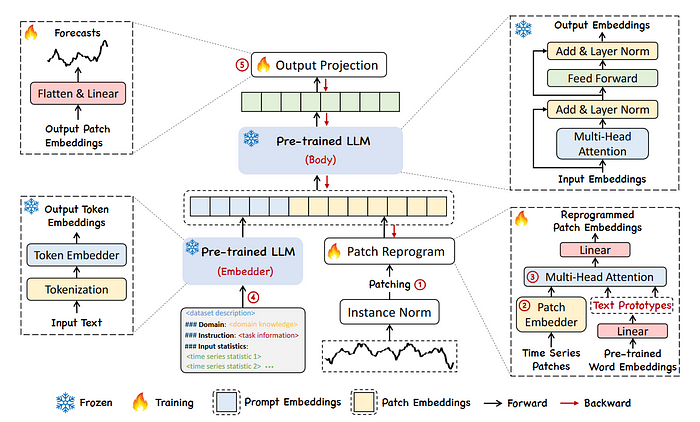 Forecasts
Flatten & Linear
Output Patch
Embeddings
⑤ Output Projection
Pre-trained LLM
(Body)
Output Embeddings
Add & Layer Norm
Feed Forward
Add & Layer Norm
Multi-Head
Attention
Input Embeddings
Output Token
Embeddings
Token Embedder
Tokenization
Input Text
Pre-trained LLM
(Embedder)
④
<dataset description>
### Domain: <domain knowledge>
### Instruction: <task information>
### Input statistics:
<time series statistic 1>
<time series statistic 2> ...
Patch Reprogram
Patching ①
Instance Norm
Reprogrammed
Patch Embeddings
Linear
③ Multi-Head Attention
② Patch
Embedder
Text Prototypes
Linear
Time Series
Patches
Pre-trained
Word Embeddings
Frozen
Training
Prompt Embeddings
Patch Embeddings
Forward
Backward